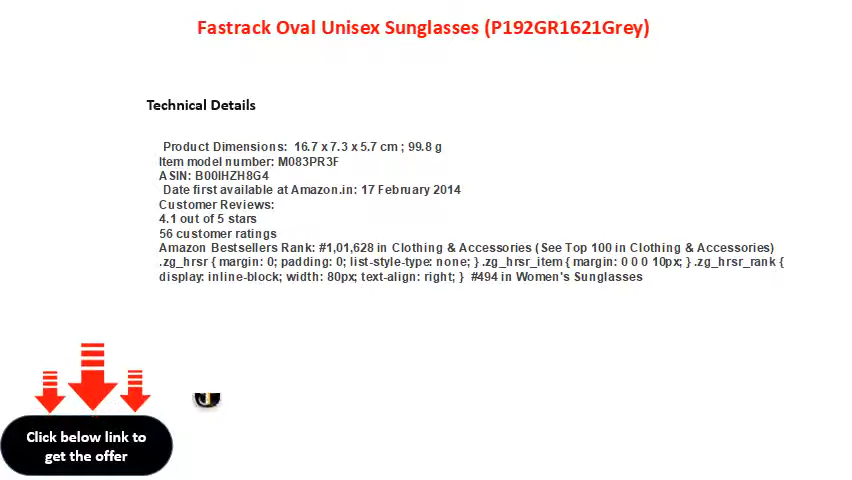 Fastrack Oval Unisex Sunglasses (P192GR1621Grey)
Technical Details
Product Dimensions: 16.7 x 7.3 x 5.7 cm ; 99.8 g
Item model number: M083PR3F
ASIN: B00IHZH8G4
Date first available at Amazon.in: 17 February 2014
Customer Reviews:
4.1 out of 5 stars
56 customer ratings
Amazon Bestsellers Rank: #1,01,628 in Clothing & Accessories (See Top 100 in Clothing & Accessories)
.zg_hrsr { margin: 0; padding: 0; list-style-type: none; } .zg_hrsr_item { margin: 0 0 0 10px; } .zg_hrsr_rank {
display: inline-block; width: 80px; text-align: right; } #494 in Women's Sunglasses
Click below link to
get the offer